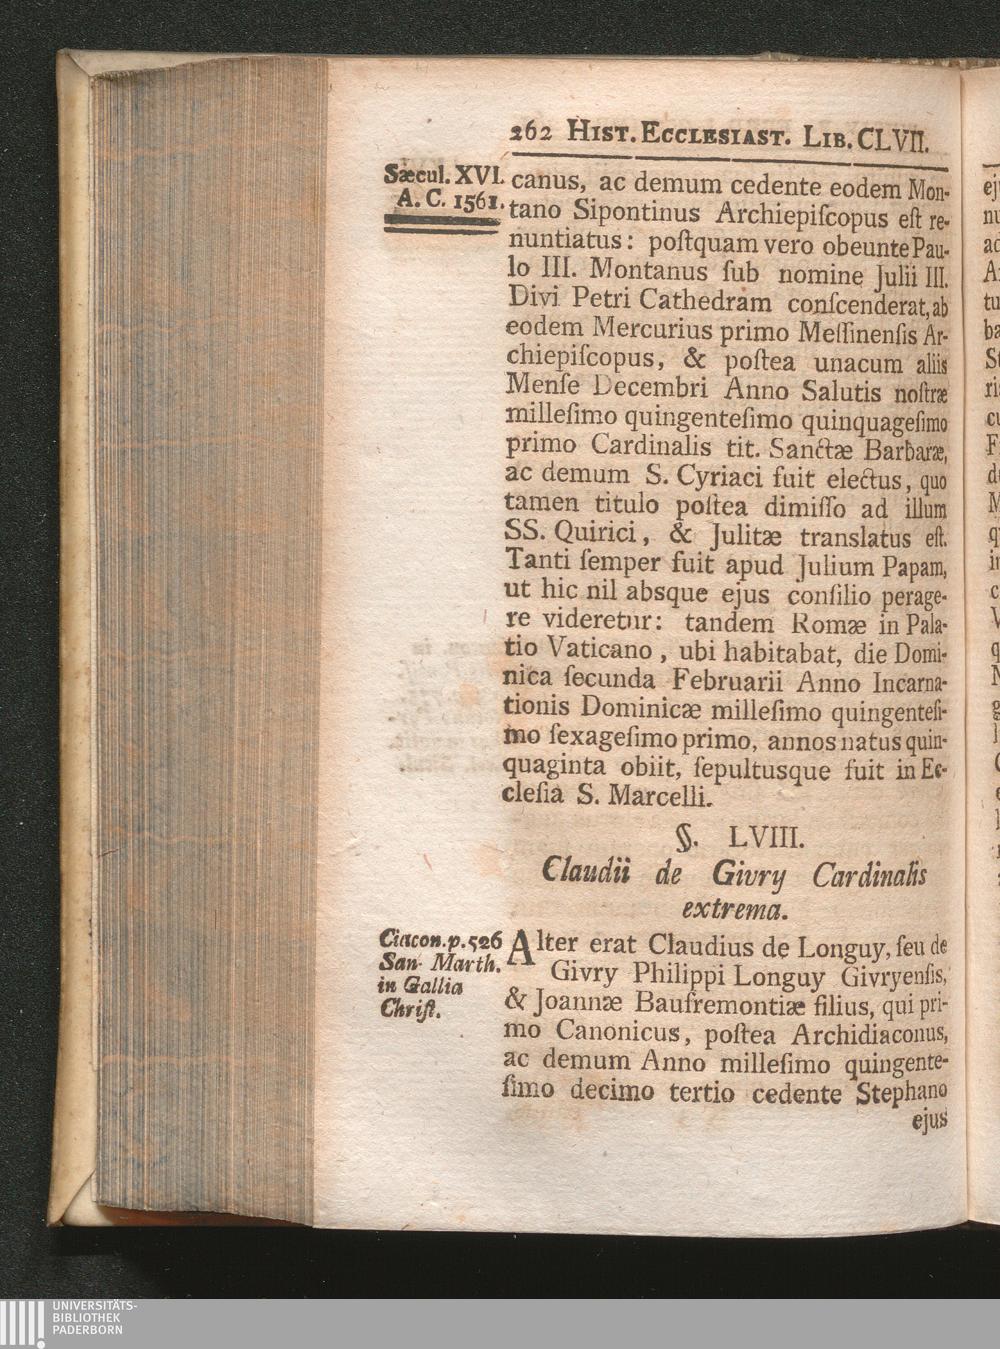 262 HIST. ECCLESIAST. LIB. CLVII.
Sæcul. XVI.
A. C. 1561.
canus, ac demum cedente eodem Mon-
tano Sipontinus Archiepiſcopus eſt re-
nuntiatus: poſtquam vero obeunte Pau-
lo III. Montanus ſub nomine Julii III.
Divi Petri Cathedram conſcenderat, ab
eodem Mercurius primo Meſſinenſis Ar-
chiepiſcopus, & poſtea unacum aliis
Menſe Decembri Anno Salutis noſtræ
milleſimo quingenteſimo quinquageſimo
primo Cardinalis tit. Sanctæ Barbaræ,
ac demum S. Cyriaci fuit electus, quo
tamen titulo poſtea dimiſſo ad illum
SS. Quirici, & Julitæ translatus eſt.
Tanti ſemper fuit apud Julium Papam,
ut hic nil absque ejus conſilio perage-
re videretur: tandem Romæ in Pala-
tio Vaticano, ubi habitabat, die Domi-
nica ſecunda Februarii Anno Incarna-
tionis Dominicæ milleſimo quingenteſi-
mo ſexageſimo primo, annos natus quin-
quaginta obiit, ſepultusque fuit in Ec-
cleſia S. Marcelli.
§. LVIII.
Claudii de Givry Cardinalis
extrema.
Ciacon. p. 526
San- Marth.
in Gallia
Chriſt.
Alter erat Claudius de Longuy, ſeu de
Givry Philippi Longuy Givryenſis,
& Joannæ Baufremontiæ filius, qui pri-
mo Canonicus, poſtea Archidiaconus,
ac demum Anno milleſimo quingente-
ſimo decimo tertio cedente Stephano
ejus
UNIVERSITÄTS-
BIBLIOTHEK
PADERBORN